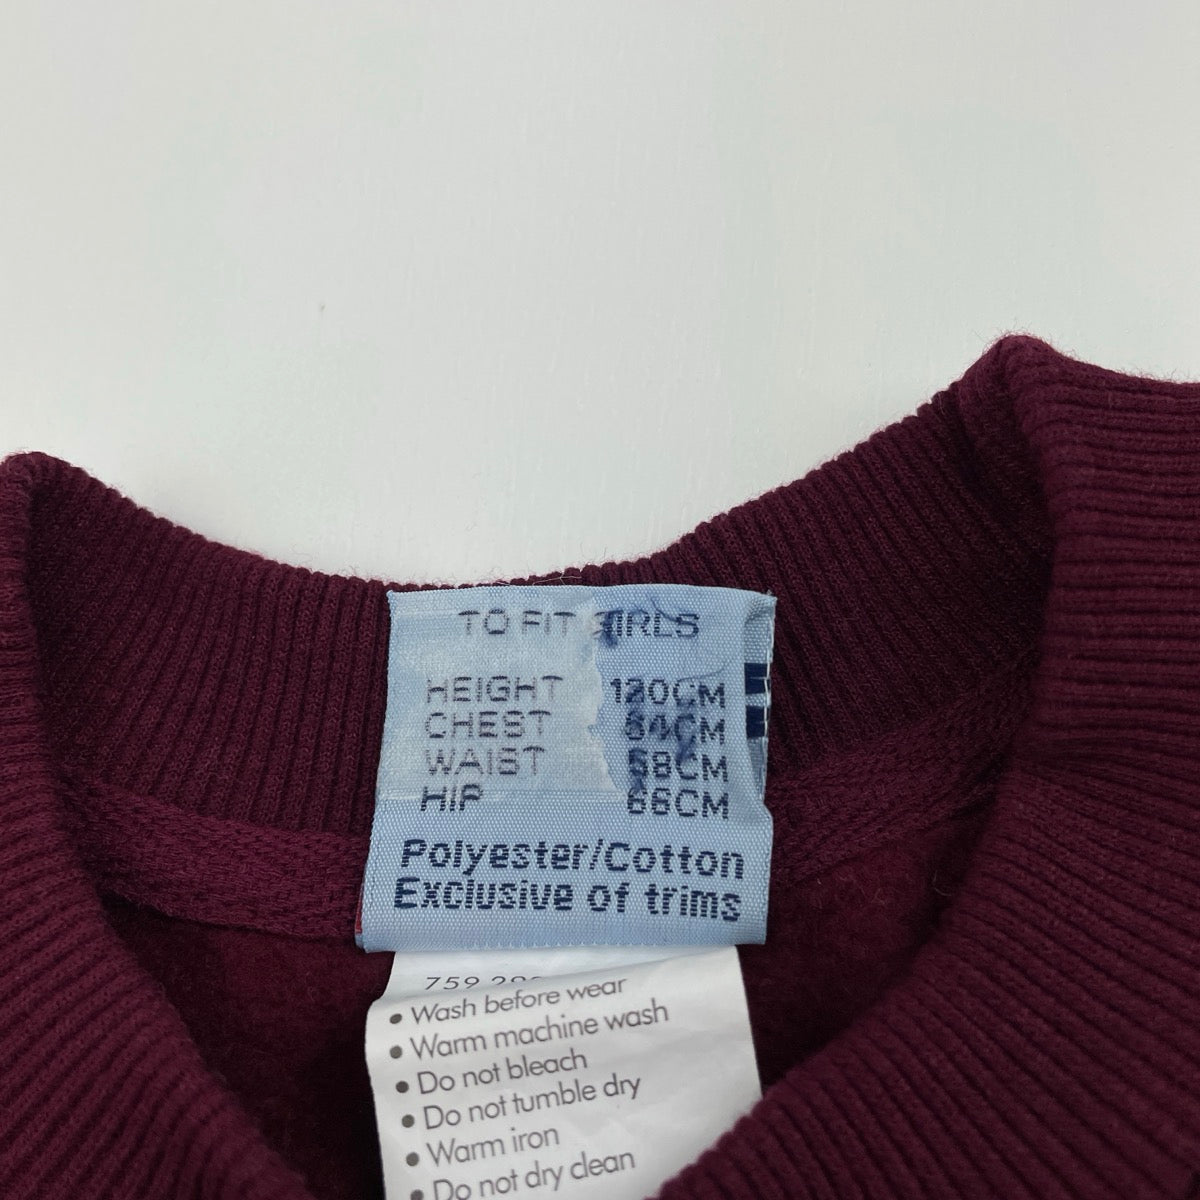 TO FIT GIRLS
HEIGHT 120CM
CHEST 64CM
WAIST 58CM
HIP 66CM
Polyester/Cotton
Exclusive of trims
759
• Wash before wear
• Warm machine wash
• Do not bleach
• Do not tumble dry
• Warm iron
• Do not dry clean